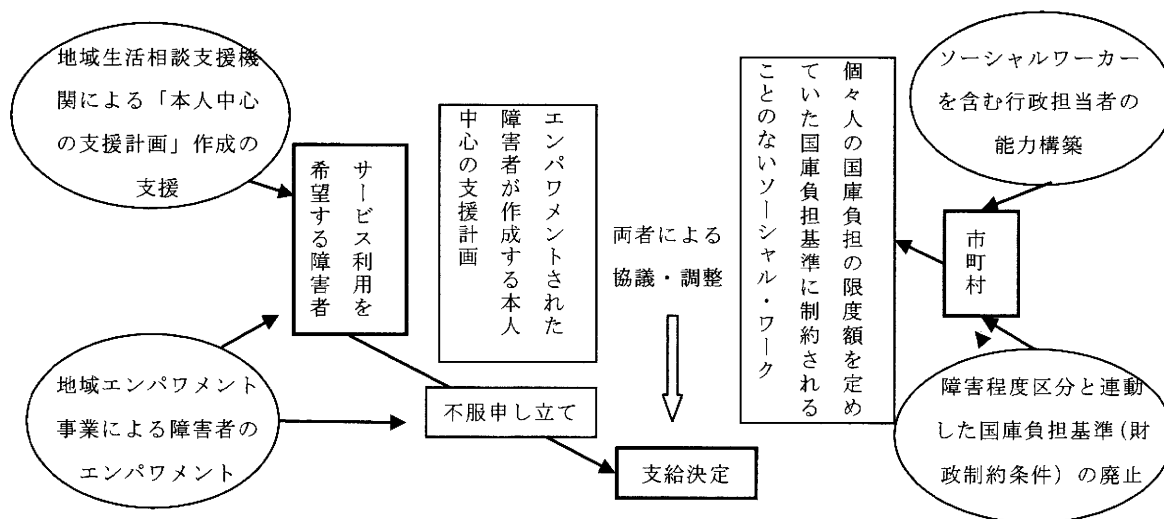 地域生活相談支援機
関による「本人中心
の支援計画」作成の
支援
サービス利用を
希望する障害者
エンパワメントされた
障害者が作成する本人
中心の支援計画
両者による
協議・調整
個々人の国庫負担の限度額を定め
ていた国庫負担基準に制約される
ことのないソーシャル・ワーク
ソーシャルワーカー
を含む行政担当者の
能力構築
市町村
地域エンパワメント
事業による障害者の
エンパワメント
不服申し立て
支給決定
障害程度区分と連動
した国庫負担基準(財
政制約条件)の廃止